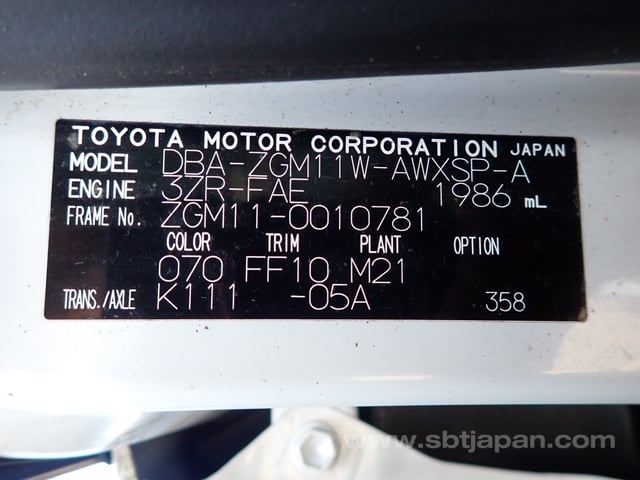 TOYOTA MOTOR CORPORATION JAPAN
MODEL DBA-ZGM11W-AWXSP-A
ENGINE 3ZR-FAE 1986 mL
FRAME No. ZGM11-0010781
COLOR TRIM PLANT OPTION
070 FF10 M21
TRANS./AXLE K111 -05A 358
www.sbtjapan.com